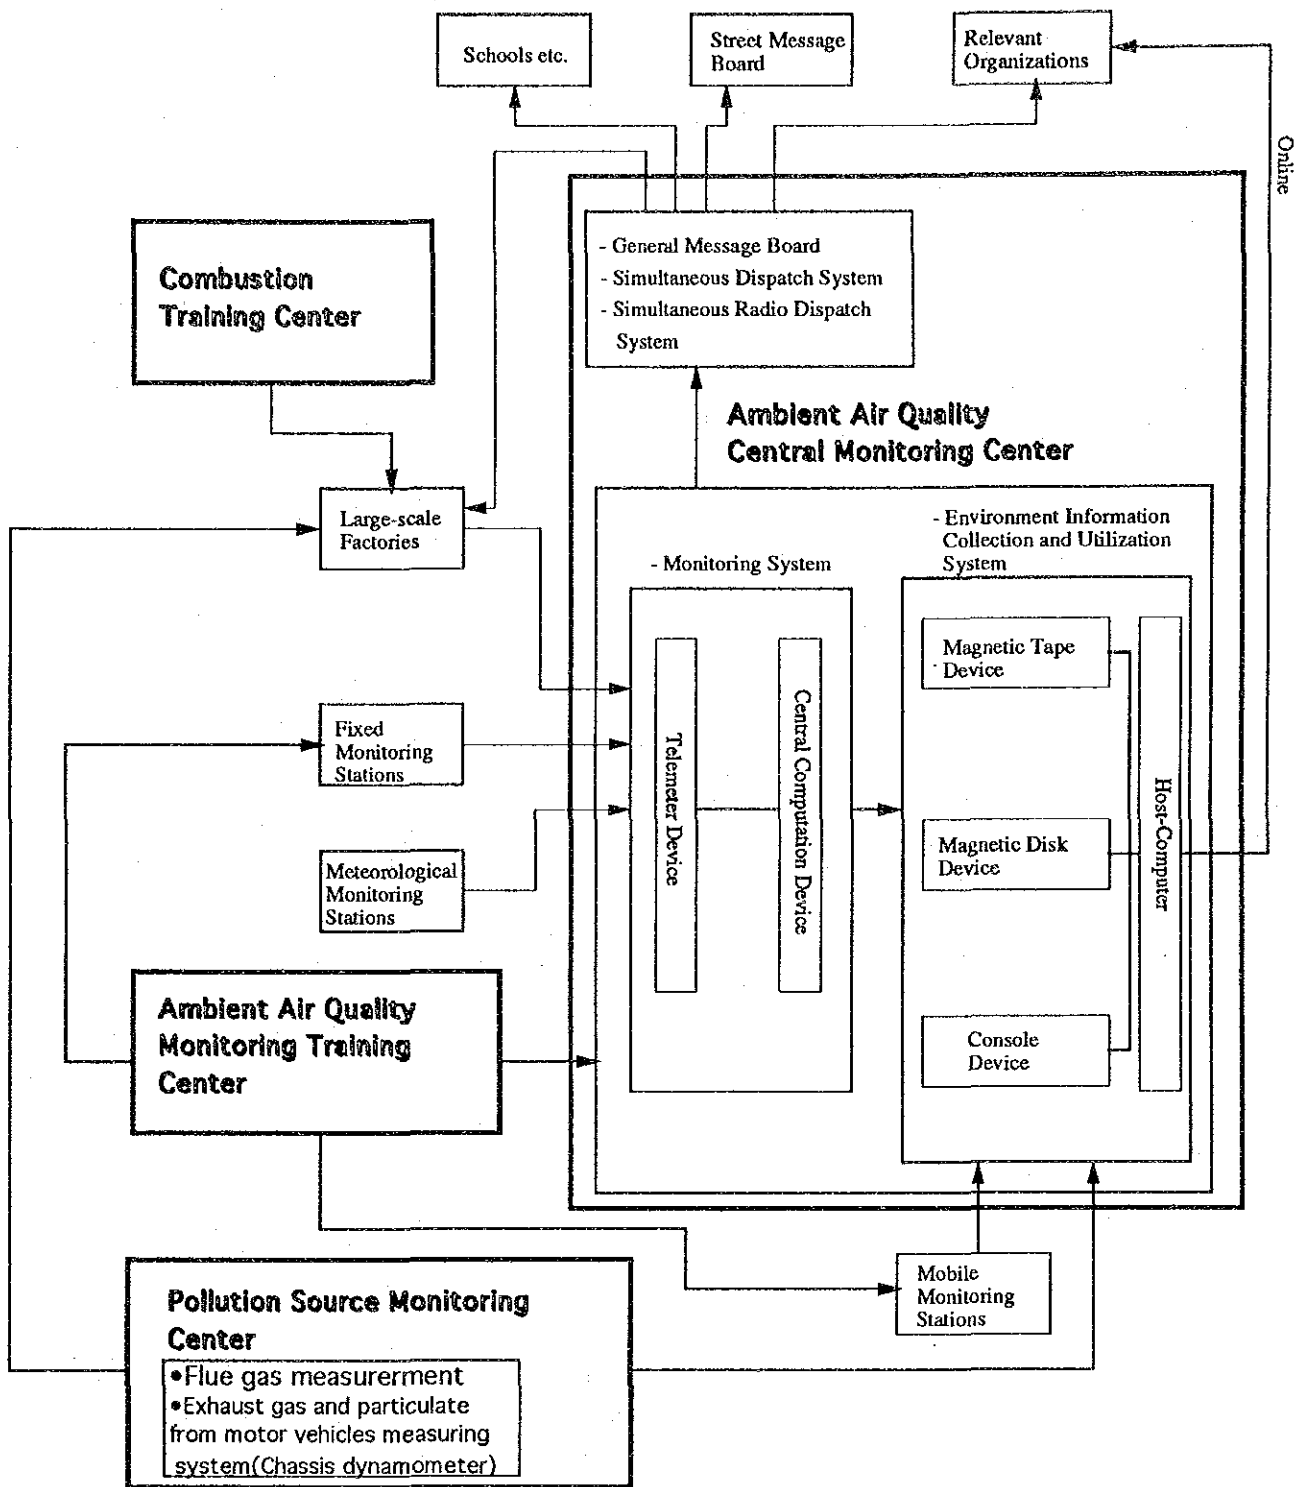 Schools etc.
Street Message
Board
Relevant
Organizations
Online
- General Message Board
- Simultaneous Dispatch System
- Simultaneous Radio Dispatch
System
Combustion
Training Center
Ambient Air Quality
Central Monitoring Center
Large-scale
Factories
- Environment Information
Collection and Utilization
System
- Monitoring System
Magnetic Tape
Device
Telemeter Device
Central Computation Device
Fixed
Monitoring
Stations
Host-Computer
Magnetic Disk
Device
Meteorological
Monitoring
Stations
Ambient Air Quality
Monitoring Training
Center
Console
Device
Mobile
Monitoring
Stations
Pollution Source Monitoring
Center
•Flue gas measurerment
•Exhaust gas and particulate
from motor vehicles measuring
system(Chassis dynamometer)